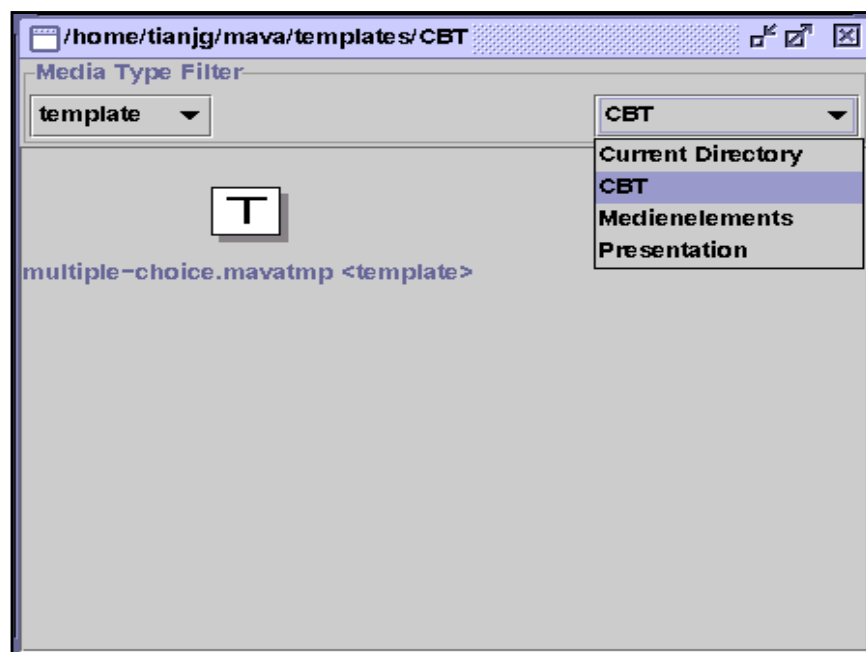 /home/tianjg/mava/templates/CBT
Media Type Filter
template
CBT
Current Directory
CBT
Medienelements
Presentation
T
multiple-choice.mavatmp <template>